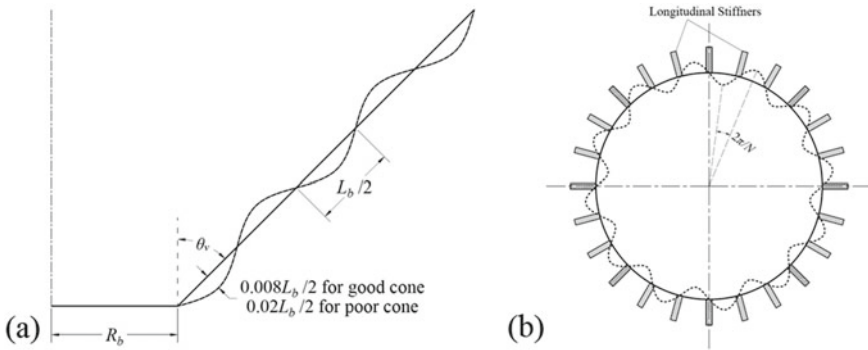 Longitudinal Stiffners
2π/N
L_b /2
θ_v
0.008L_b /2 for good cone
0.02L_b /2 for poor cone
(a)
R_b
(b)